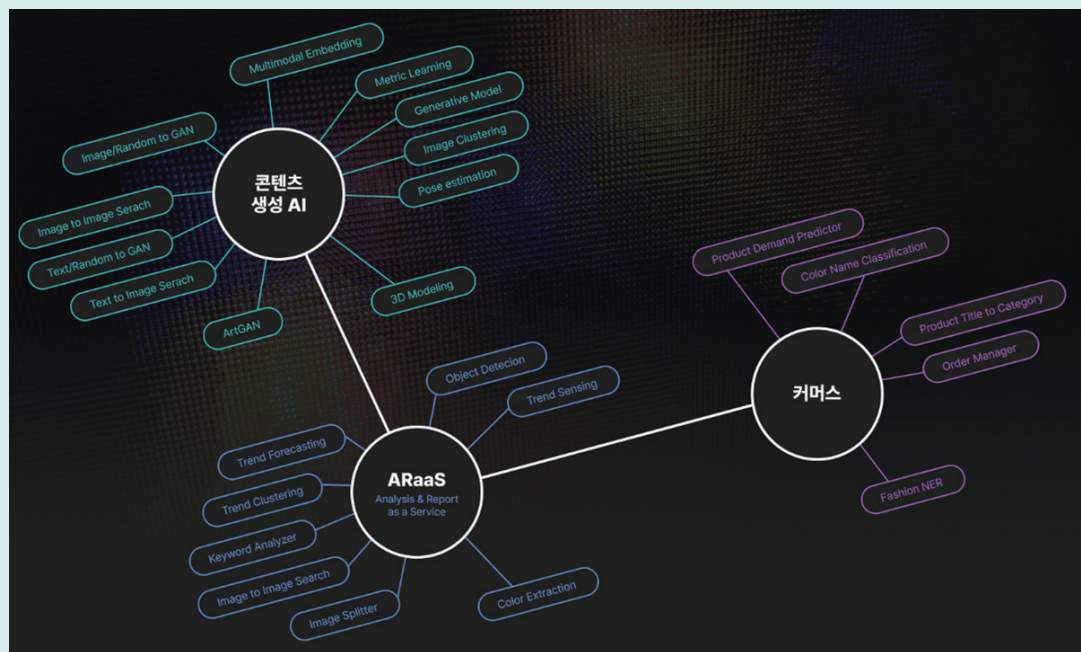 Multimodal Embedding
Metric Learning
Generative Model
Image Clustering
Pose estimation
Image/Random to GAN
콘텐츠
생성 AI
Image to Image Serach
Text/Random to GAN
Text to Image Serach
ArtGAN
3D Modeling
Product Demand Predictor
Color Name Classification
Product Title to Category
Order Manager
커머스
Fashion NER
Object Detecion
Trend Sensing
Trend Forecasting
Trend Clustering
Keyword Analyzer
Image to Image Search
Image Splitter
Color Extraction
ARaaS
Analysis & Report
as a Service